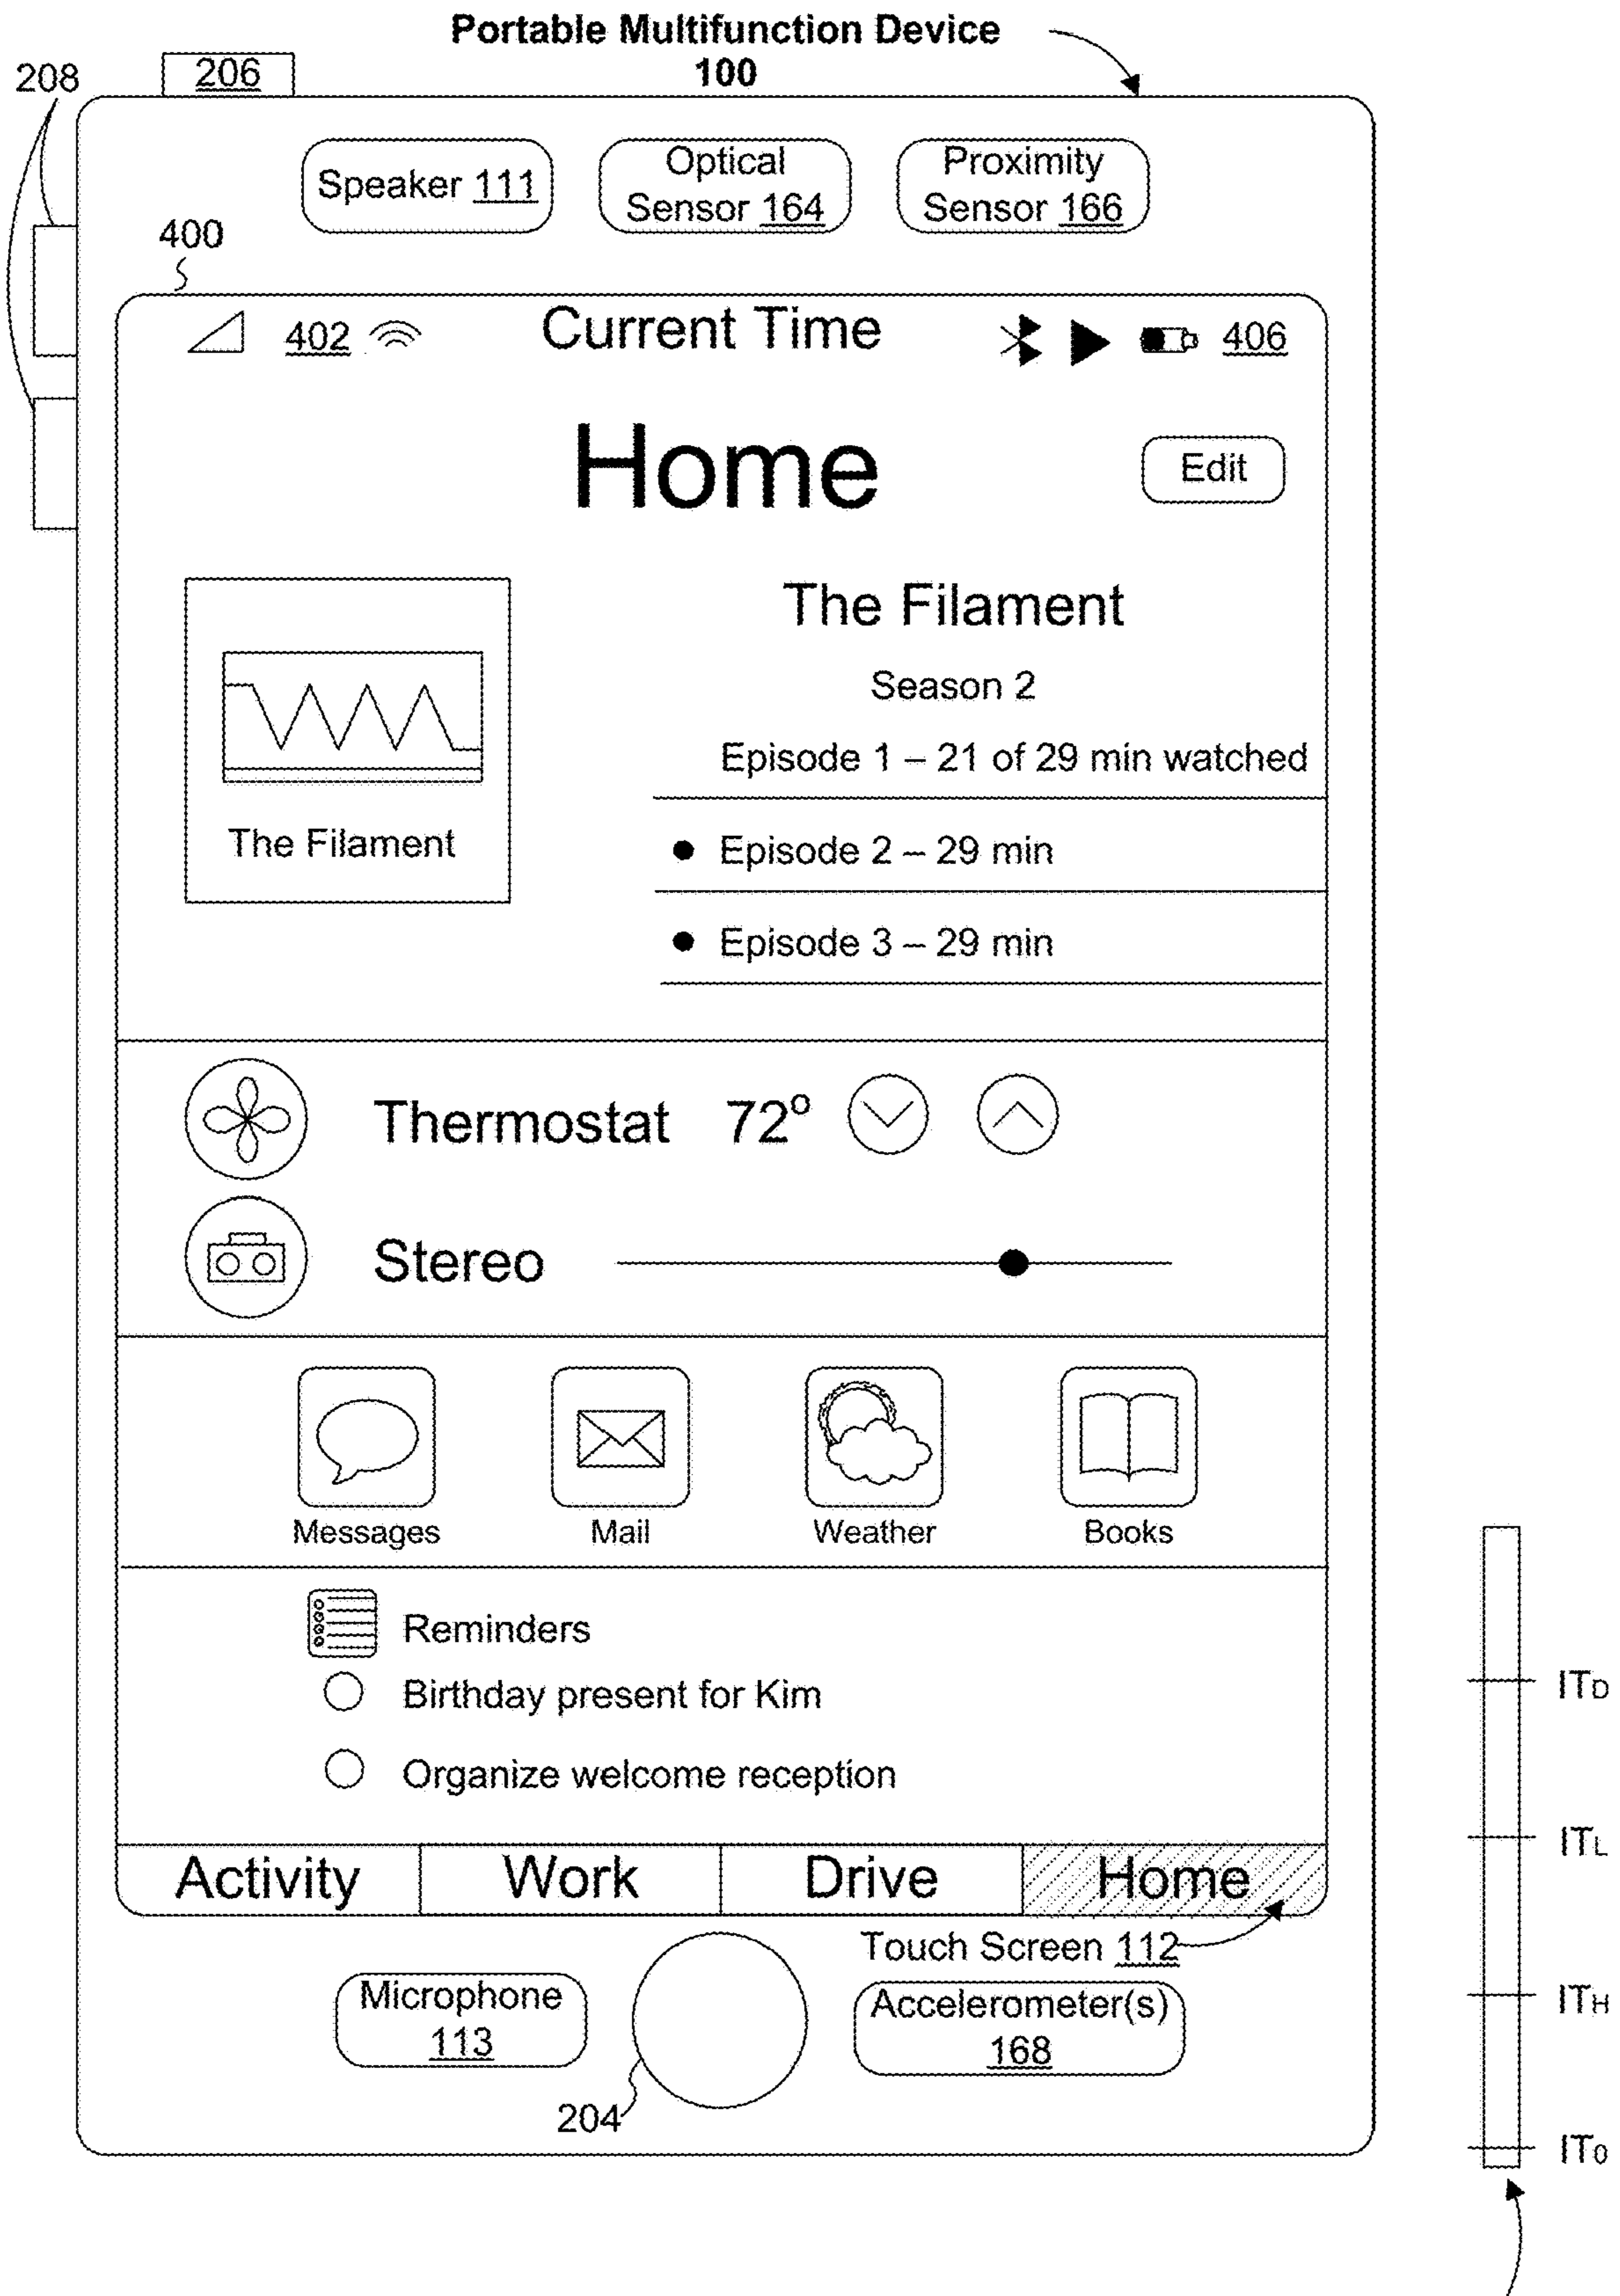 Portable Multifunction Device
100
206
208
Speaker 111
Optical
Sensor 164
Proximity
Sensor 166
400
402
Current Time
406
Home
Edit
The Filament
The Filament
Season 2
Episode 1 – 21 of 29 min watched
• Episode 2 – 29 min
• Episode 3 – 29 min
Thermostat 72º
Stereo
Messages
Mail
Weather
Books
Reminders
Birthday present for Kim
Organize welcome reception
Activity
Work
Drive
Home
Touch Screen 112
Microphone
113
Accelerometer(s)
168
204
ITD
ITL
ITH
IT0